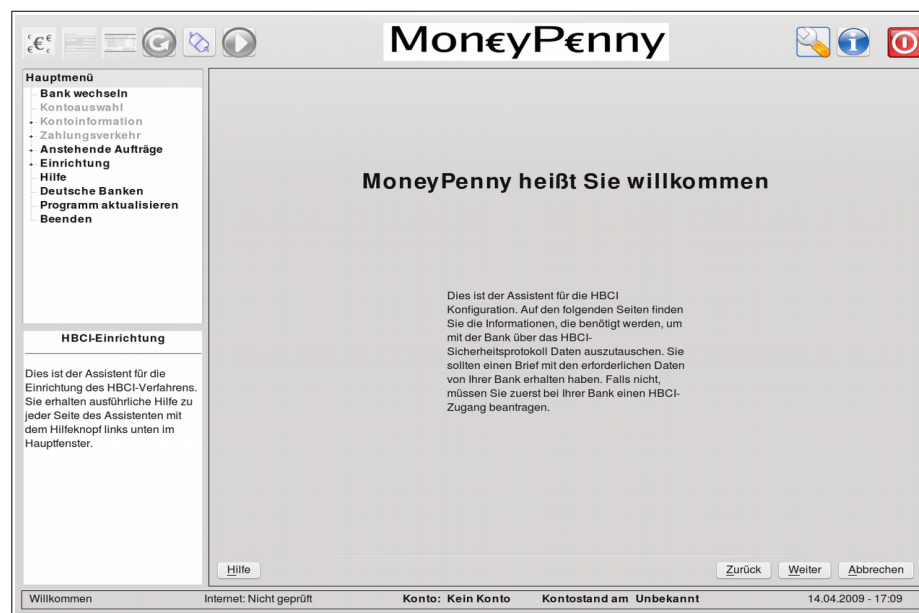 Mon€yP€nny
Hauptmenü
Bank wechseln
Kontoauswahl
Kontoinformation
Zahlungsverkehr
Anstehende Aufträge
Einrichtung
Hilfe
Deutsche Banken
Programm aktualisieren
Beenden
HBCI-Einrichtung
Dies ist der Assistent für die
Einrichtung des HBCI-Verfahrens.
Sie erhalten ausführliche Hilfe zu
jeder Seite des Assistenten mit
dem Hilfeknopf links unten im
Hauptfenster.
MoneyPenny heißt Sie willkommen
Dies ist der Assistent für die HBCI
Konfiguration. Auf den folgenden Seiten finden
Sie die Informationen, die benötigt werden, um
mit der Bank über das HBCI-
Sicherheitsprotokoll Daten auszutauschen. Sie
sollten einen Brief mit den erforderlichen Daten
von Ihrer Bank erhalten haben. Falls nicht,
müssen Sie zuerst bei Ihrer Bank einen HBCI-
Zugang beantragen.
Hilfe
Zurück
Weiter
Abbrechen
Willkommen
Internet: Nicht geprüft
Konto: Kein Konto
Kontostand am Unbekannt
14.04.2009 - 17:09